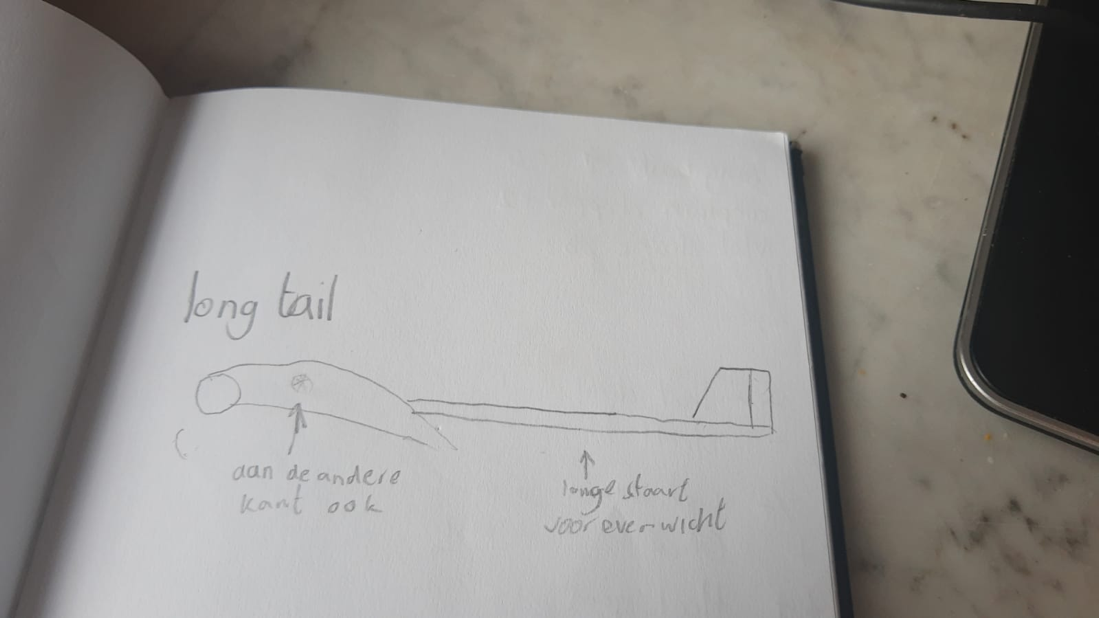 long tail
aan de andere
kant ook
lange staart
voor evenwicht